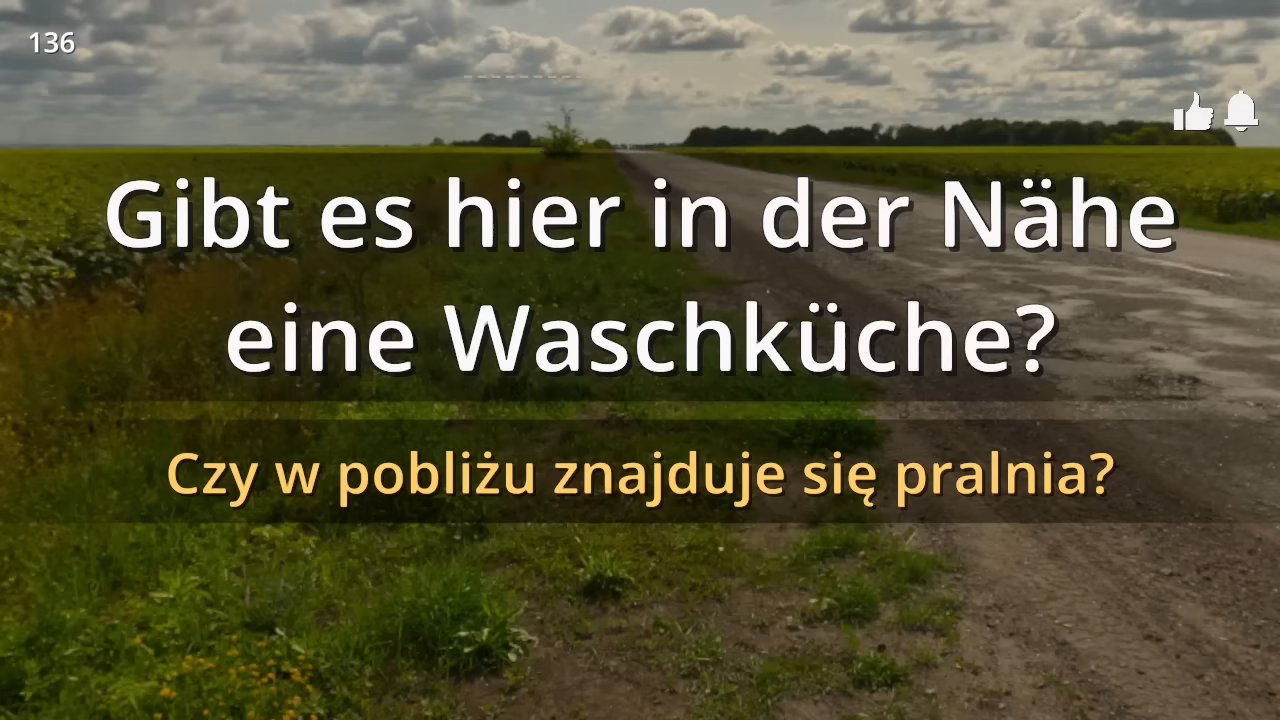 136
Gibt es hier in der Nähe
eine Waschküche?
Czy w pobliżu znajduje się pralnia?